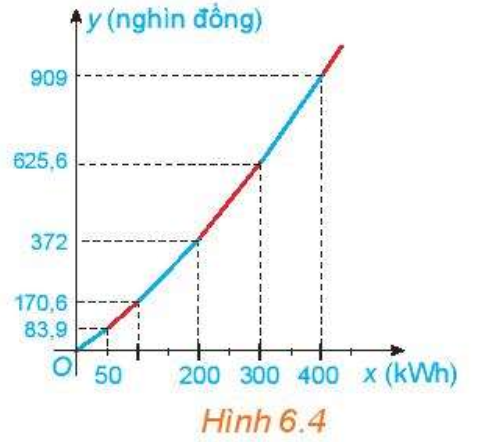 y (nghìn đồng)
909
625,6
372
170,6
83,9
O
50 200 300 400 x (kWh)
Hình 6.4